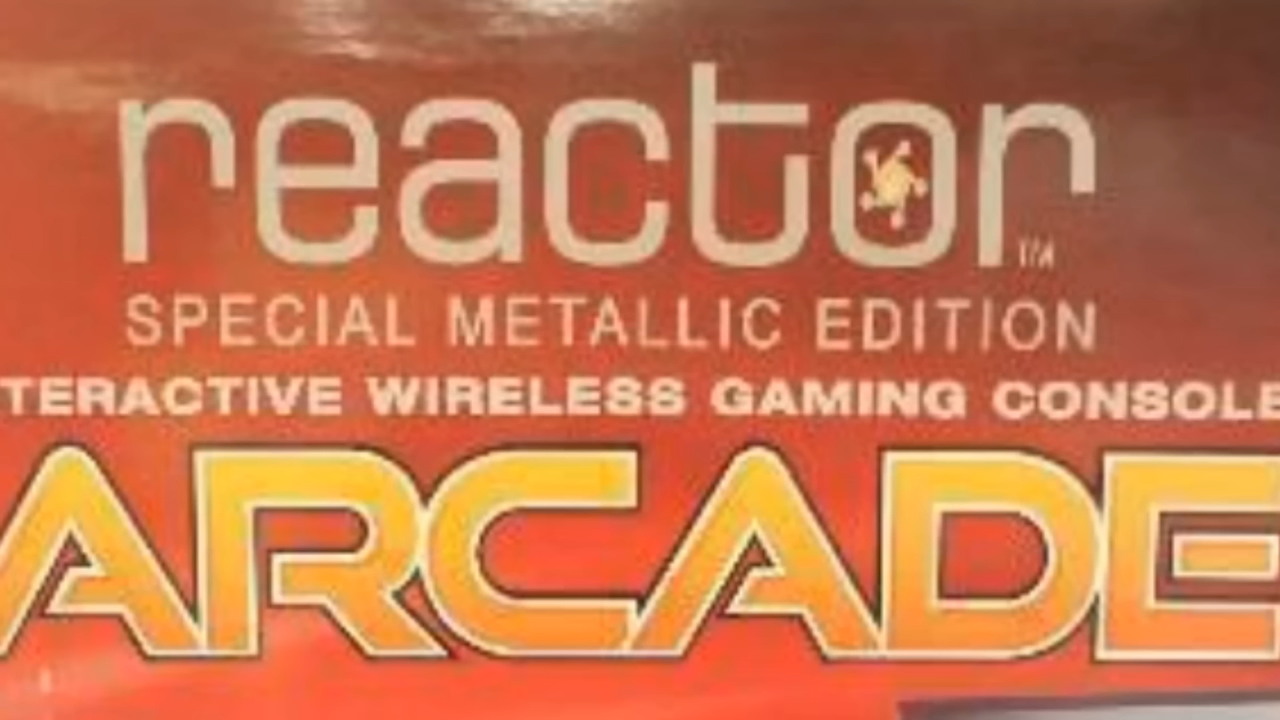 reactor™
SPECIAL METALLIC EDITION
TERACTIVE WIRELESS GAMING CONSOLE
ARCADE